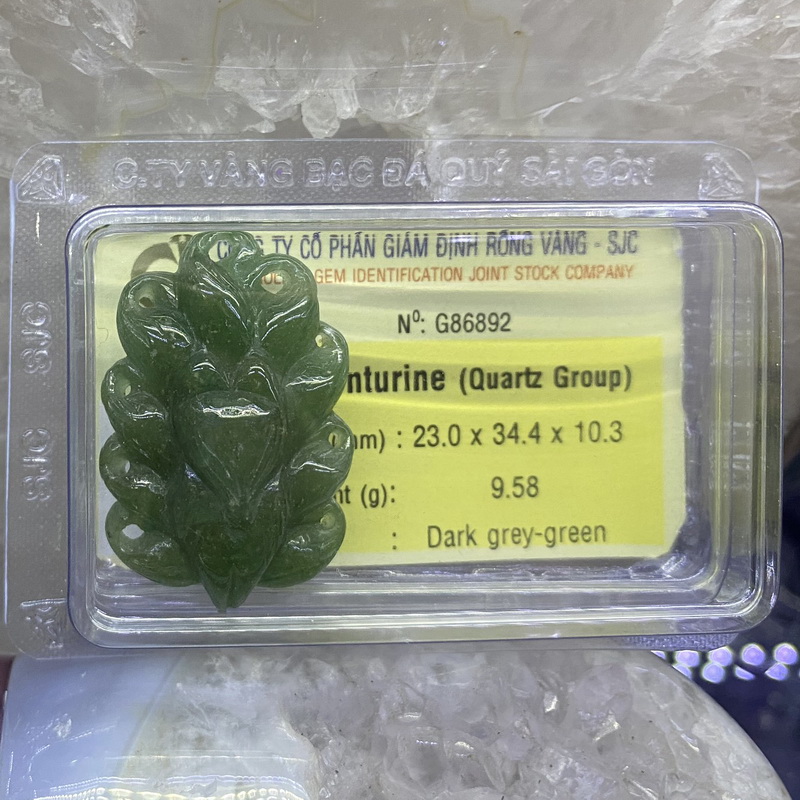 C.TY VÀNG BẠC ĐÁ QUÝ SÀI GÒN
TY CỔ PHẦN GIÁM ĐỊNH RỒNG VÀNG - SJC
GEM IDENTIFICATION JOINT STOCK COMPANY
Nº: G86892
nturine (Quartz Group)
mm) : 23.0 x 34.4 x 10.3
ht (g): 9.58
: Dark grey-green
SJC
SJC